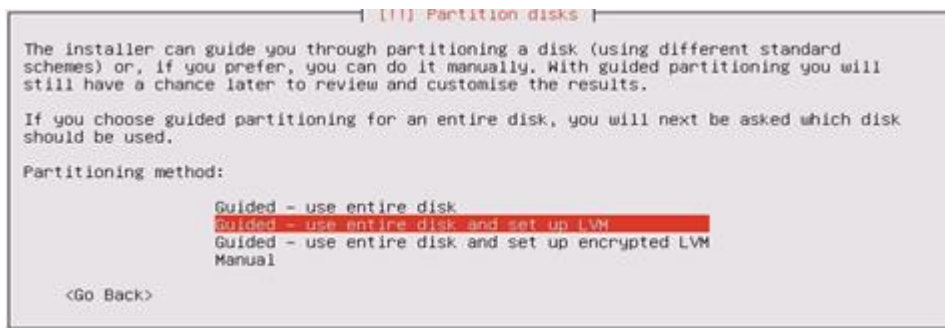 [!!] Partition disks
The installer can guide you through partitioning a disk (using different standard
schemes) or, if you prefer, you can do it manually. With guided partitioning you will
still have a chance later to review and customise the results.
If you choose guided partitioning for an entire disk, you will next be asked which disk
should be used.
Partitioning method:
Guided - use entire disk
Guided - use entire disk and set up LVM
Guided - use entire disk and set up encrypted LVM
Manual
<Go Back>